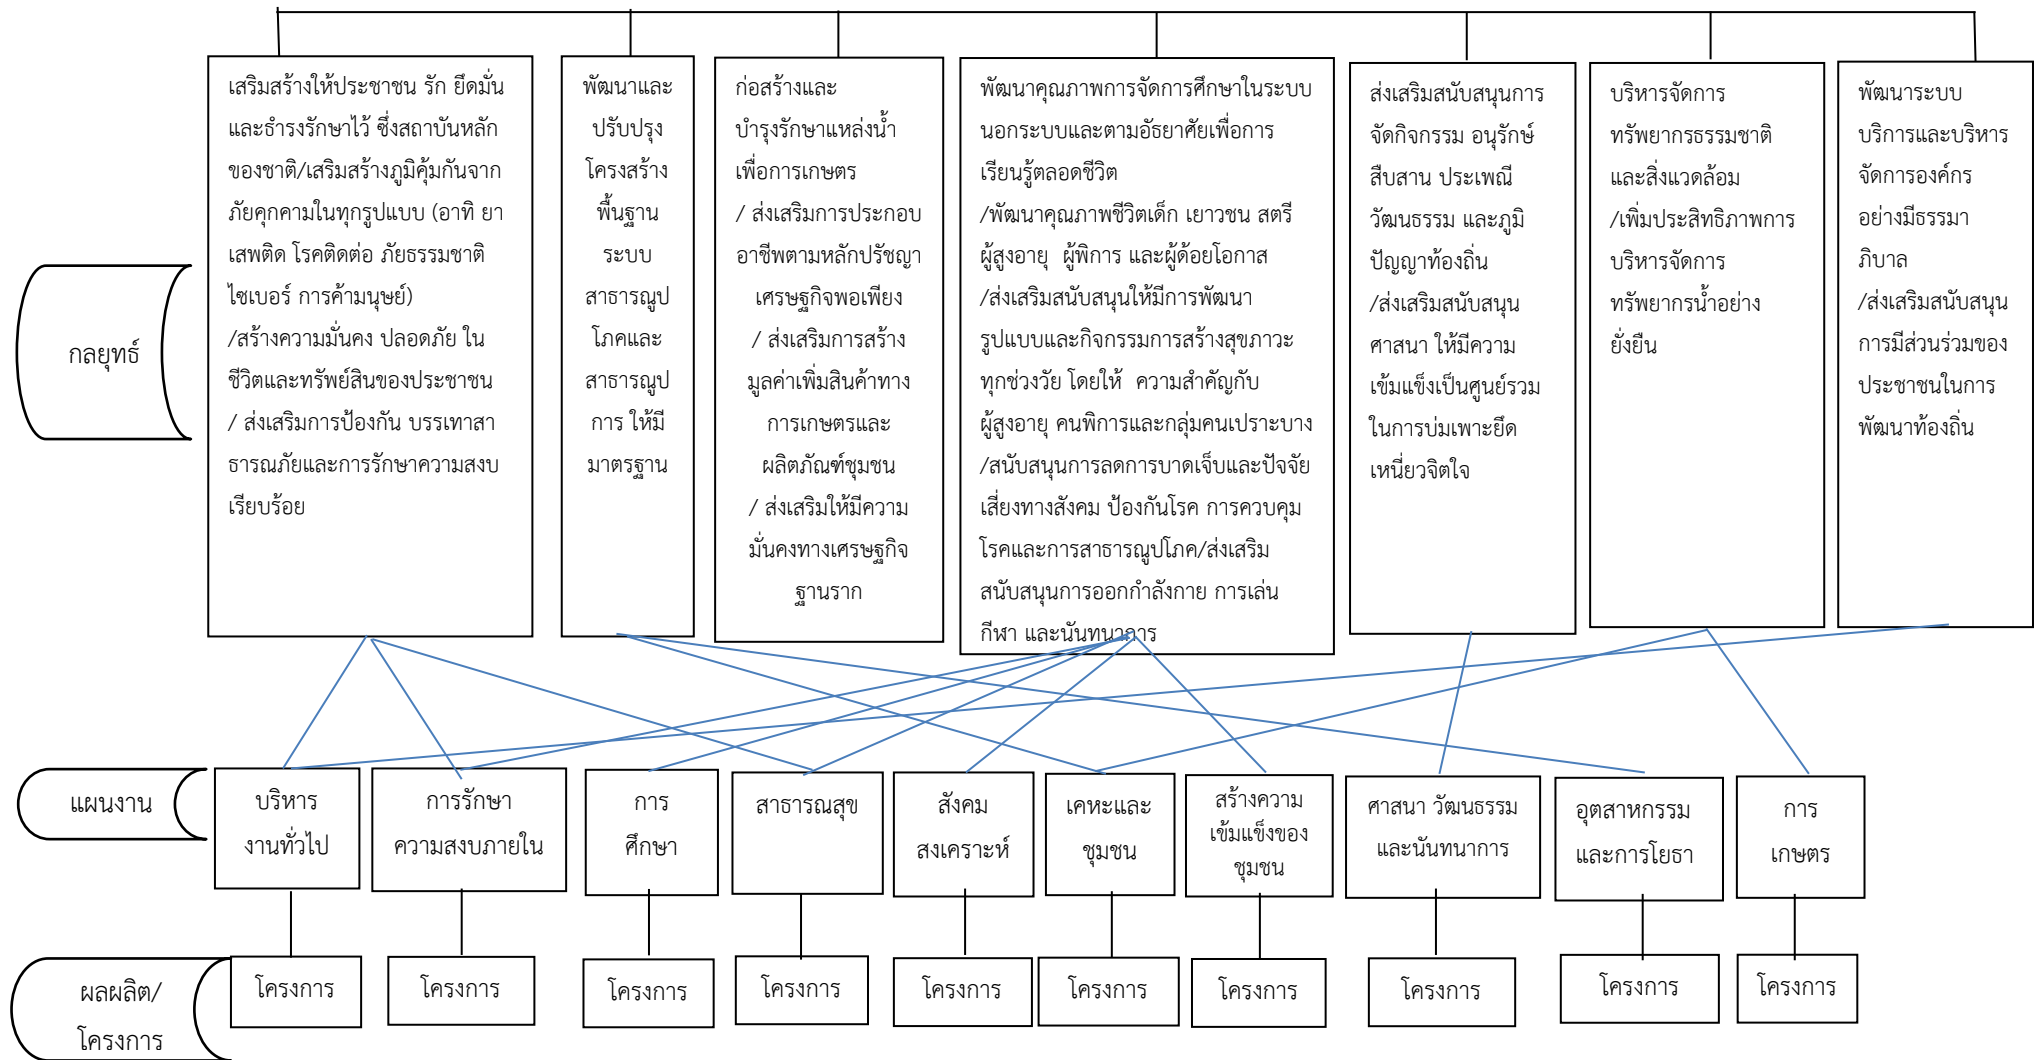 กลยุทธ์
เสริมสร้างให้ประชาชน รัก ยึดมั่น
และธำรงรักษาไว้ ซึ่งสถาบันหลัก
ของชาติ/เสริมสร้างภูมิคุ้มกันจาก
ภัยคุกคามในทุกรูปแบบ (อาทิ ยา
เสพติด โรคติดต่อ ภัยธรรมชาติ
ไซเบอร์ การค้ามนุษย์)
/สร้างความมั่นคง ปลอดภัย ใน
ชีวิตและทรัพย์สินของประชาชน
/ ส่งเสริมการป้องกัน บรรเทาสา
ธารณภัยและการรักษาความสงบ
เรียบร้อย
พัฒนาและ
ปรับปรุง
โครงสร้าง
พื้นฐาน
ระบบ
สาธารณูป
โภคและ
สาธารณูป
การ ให้มี
มาตรฐาน
ก่อสร้างและ
บำรุงรักษาแหล่งน้ำ
เพื่อการเกษตร
/ ส่งเสริมการประกอบ
อาชีพตามหลักปรัชญา
เศรษฐกิจพอเพียง
/ ส่งเสริมการสร้าง
มูลค่าเพิ่มสินค้าทาง
การเกษตรและ
ผลิตภัณฑ์ชุมชน
/ ส่งเสริมให้มีความ
มั่นคงทางเศรษฐกิจ
ฐานราก
พัฒนาคุณภาพการจัดการศึกษาในระบบ
นอกระบบและตามอัธยาศัยเพื่อการ
เรียนรู้ตลอดชีวิต
/พัฒนาคุณภาพชีวิตเด็ก เยาวชน สตรี
ผู้สูงอายุ ผู้พิการ และผู้ด้อยโอกาส
/ส่งเสริมสนับสนุนให้มีการพัฒนา
รูปแบบและกิจกรรมการสร้างสุขภาวะ
ทุกช่วงวัย โดยให้ ความสำคัญกับ
ผู้สูงอายุ คนพิการและกลุ่มคนเปราะบาง
/สนับสนุนการลดการบาดเจ็บและปัจจัย
เสี่ยงทางสังคม ป้องกันโรค การควบคุม
โรคและการสาธารณูปโภค/ส่งเสริม
สนับสนุนการออกกำลังกาย การเล่น
กีฬา และนันทนาการ
ส่งเสริมสนับสนุนการ
จัดกิจกรรม อนุรักษ์
สืบสาน ประเพณี
วัฒนธรรม และภูมิ
ปัญญาท้องถิ่น
/ส่งเสริมสนับสนุน
ศาสนา ให้มีความ
เข้มแข็งเป็นศูนย์รวม
ในการบ่มเพาะยึด
เหนี่ยวจิตใจ
บริหารจัดการ
ทรัพยากรธรรมชาติ
และสิ่งแวดล้อม
/เพิ่มประสิทธิภาพการ
บริหารจัดการ
ทรัพยากรน้ำอย่าง
ยั่งยืน
พัฒนาระบบ
บริการและบริหาร
จัดการองค์กร
อย่างมีธรรมา
ภิบาล
/ส่งเสริมสนับสนุน
การมีส่วนร่วมของ
ประชาชนในการ
พัฒนาท้องถิ่น
แผนงาน
บริหาร
งานทั่วไป
การรักษา
ความสงบภายใน
การ
ศึกษา
สาธารณสุข
สังคม
สงเคราะห์
เคหะและ
ชุมชน
สร้างความ
เข้มแข็งของ
ชุมชน
ศาสนา วัฒนธรรม
และนันทนาการ
อุตสาหกรรม
และการโยธา
การ
เกษตร
ผลผลิต/
โครงการ
โครงการ
โครงการ
โครงการ
โครงการ
โครงการ
โครงการ
โครงการ
โครงการ
โครงการ
โครงการ